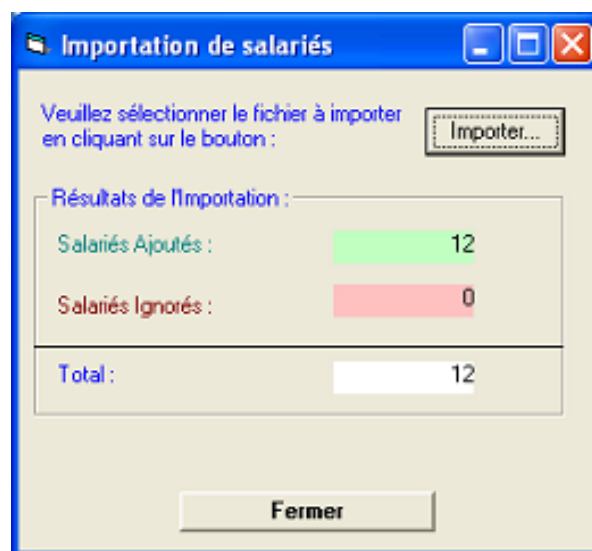 Importation de salariés
Veuillez sélectionner le fichier à importer
en cliquant sur le bouton :
Importer...
Résultats de l'Importation :
Salariés Ajoutés : 12
Salariés Ignorés : 0
Total : 12
Fermer